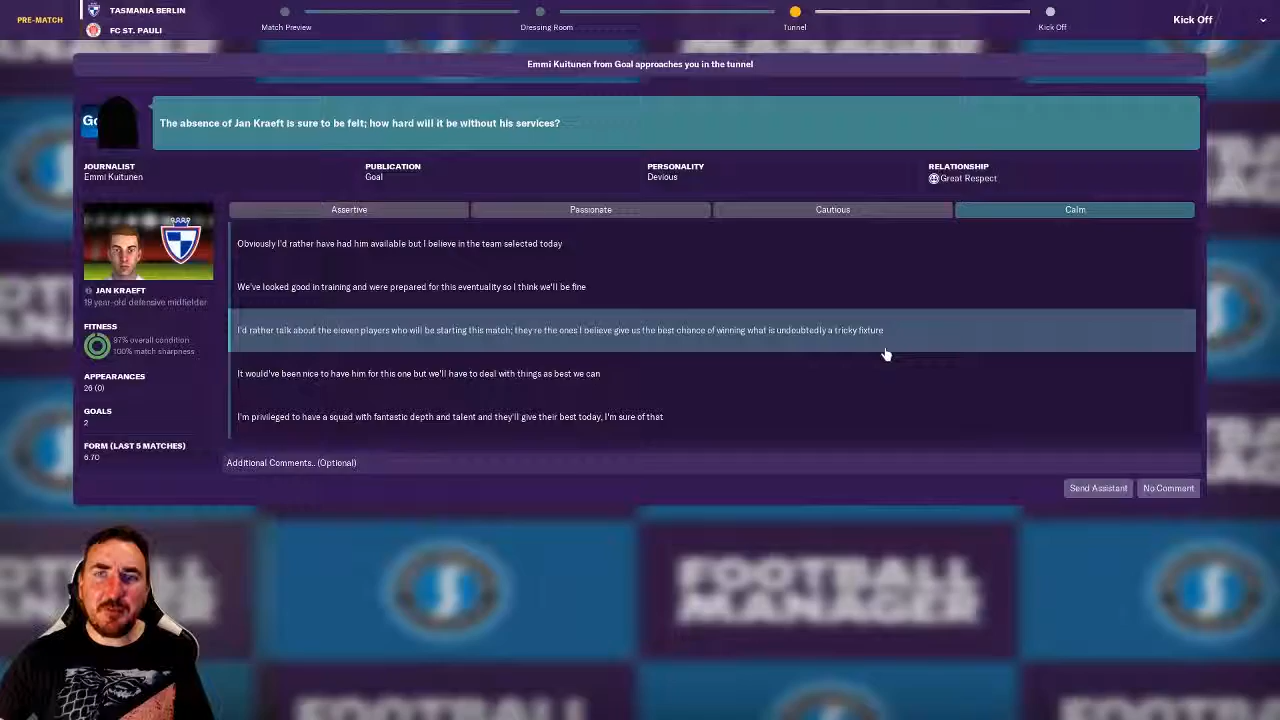 PRE-MATCH
TASMANIA BERLIN
FC ST. PAULI
Match Preview
Dressing Room
Tunnel
Kick Off
Kick Off
Emmi Kuitunen from Goal approaches you in the tunnel
Go
The absence of Jan Kraeft is sure to be felt; how hard will it be without his services?
JOURNALIST
Emmi Kuitunen
PUBLICATION
Goal
PERSONALITY
Devious
RELATIONSHIP
Great Respect
Assertive
Passionate
Cautious
Calm
Obviously I'd rather have had him available but I believe in the team selected today
We've looked good in training and were prepared for this eventuality so I think we'll be fine
I'd rather talk about the eleven players who will be starting this match; they're the ones I believe give us the best chance of winning what is undoubtedly a tricky fixture
It would've been nice to have him for this one but we'll have to deal with things as best we can
I'm privileged to have a squad with fantastic depth and talent and they'll give their best today, I'm sure of that
JAN KRAEFT
19 year-old defensive midfielder
FITNESS
97% overall condition
100% match sharpness
APPEARANCES
26 (0)
GOALS
2
FORM (LAST 5 MATCHES)
6.70
Additional Comments.. (Optional)
Send Assistant
No Comment
FOOTBALL
MANAGER